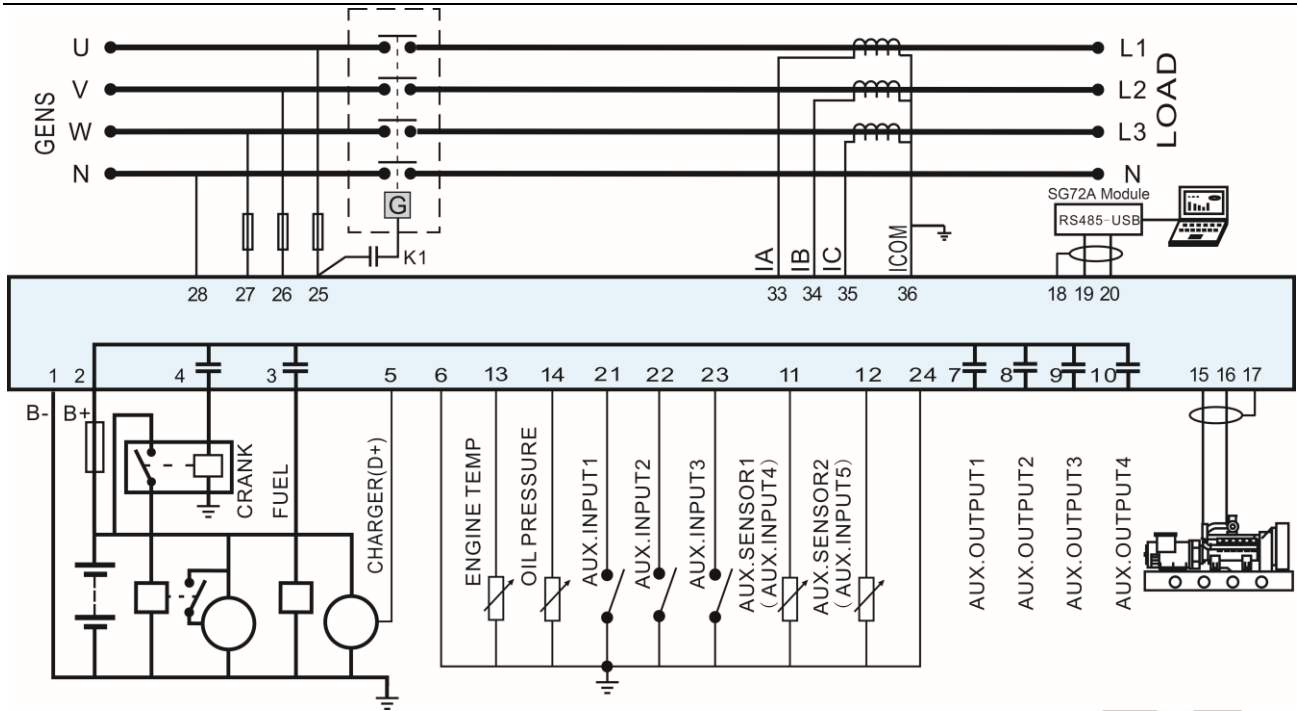 U
V
W
N
GENS
L1
L2
L3
N
LOAD
G
K1
SG72A Module
RS485-USB
IA
IB
IC
ICOM
28
27
26
25
33
34
35
36
18
19
20
1
2
4
3
5
6
13
14
21
22
23
11
12
24
7
8
9
10
15
16
17
B-
B+
CRANK
FUEL
CHARGER(D+)
ENGINE TEMP
OIL PRESSURE
AUX.INPUT1
AUX.INPUT2
AUX.INPUT3
AUX.SENSOR1
(AUX.INPUT4)
AUX.SENSOR2
(AUX.INPUT5)
AUX.OUTPUT1
AUX.OUTPUT2
AUX.OUTPUT3
AUX.OUTPUT4